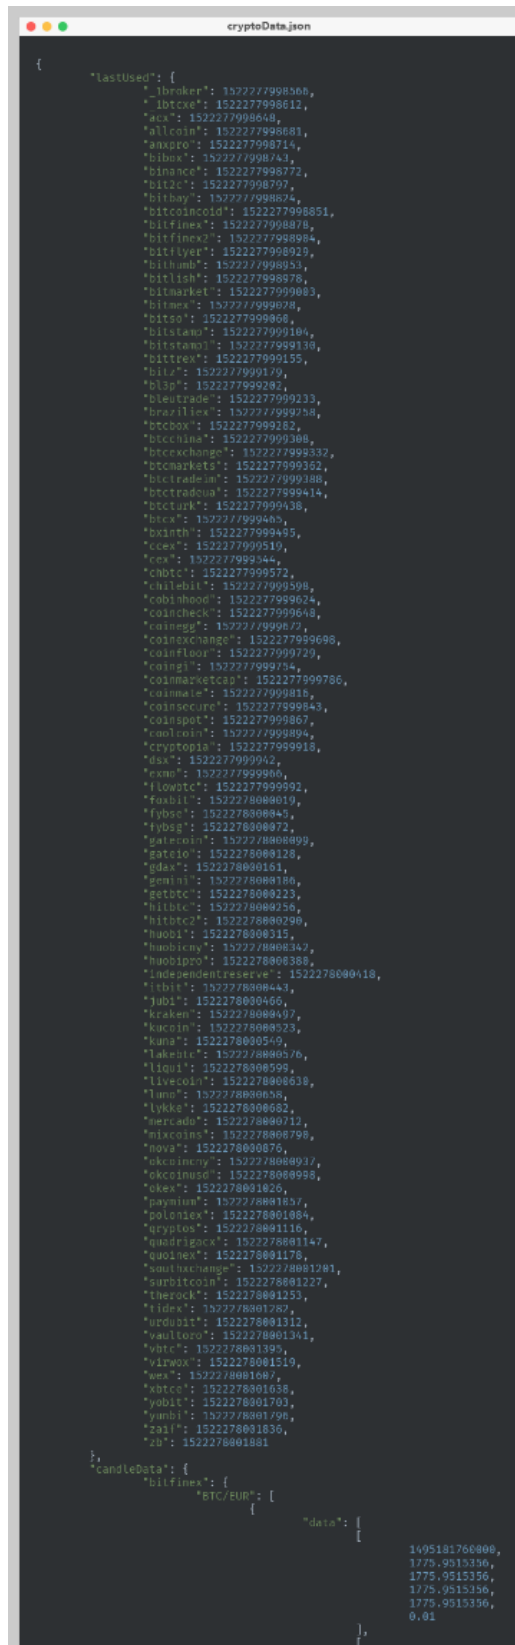 cryptoData.json
{
"lastUsed": {
"_1broker": 1522277998566,
"_1btcxe": 1522277998612,
"acx": 1522277998648,
"allcoin": 1522277998681,
"anxpro": 1522277998714,
"bibox": 1522277998743,
"binance": 1522277998772,
"bit2c": 1522277998797,
"bitbay": 1522277998824,
"bitcoincoid": 1522277998851,
"bitfinex": 1522277998878,
"bitfinex2": 1522277998904,
"bitflyer": 1522277998929,
"bithumb": 1522277998953,
"bitlish": 1522277998978,
"bitmarket": 1522277999003,
"bitmex": 1522277999028,
"bitso": 1522277999068,
"bitstamp": 1522277999104,
"bitstamp1": 1522277999130,
"bittrex": 1522277999155,
"bitz": 1522277999179,
"bl3p": 1522277999202,
"bleutrade": 1522277999233,
"braziliex": 1522277999258,
"btcbox": 1522277999282,
"btcchina": 1522277999308,
"btcexchange": 1522277999332,
"btcmarkets": 1522277999362,
"btctradeim": 1522277999388,
"btctradeua": 1522277999414,
"btcturk": 1522277999438,
"btcx": 1522277999465,
"bxinth": 1522277999495,
"ccex": 1522277999519,
"cex": 1522277999544,
"chbtc": 1522277999572,
"chilebit": 1522277999598,
"cobinhood": 1522277999624,
"coincheck": 1522277999648,
"coinegg": 1522277999672,
"coinexchange": 1522277999698,
"coinfloor": 1522277999729,
"coingi": 1522277999754,
"coinmarketcap": 1522277999786,
"coinmate": 1522277999816,
"coinsecure": 1522277999843,
"coinspot": 1522277999867,
"coolcoin": 1522277999894,
"cryptopia": 1522277999918,
"dsx": 1522277999942,
"exmo": 1522277999966,
"flowbtc": 1522277999992,
"foxbit": 1522278000019,
"fybse": 1522278000045,
"fybsg": 1522278000072,
"gatecoin": 1522278000099,
"gateio": 1522278000128,
"gdax": 1522278000161,
"gemini": 1522278000186,
"getbtc": 1522278000223,
"hitbtc": 1522278000256,
"hitbtc2": 1522278000290,
"huobi": 1522278000315,
"huobicny": 1522278000342,
"huobipro": 1522278000388,
"independentreserve": 1522278000418,
"itbit": 1522278000443,
"jubi": 1522278000466,
"kraken": 1522278000497,
"kucoin": 1522278000523,
"kuna": 1522278000549,
"lakebtc": 1522278000576,
"liqui": 1522278000599,
"livecoin": 1522278000630,
"luno": 1522278000658,
"lykke": 1522278000682,
"mercado": 1522278000712,
"mixcoins": 1522278000798,
"nova": 1522278000876,
"okcoincny": 1522278000937,
"okcoinusd": 1522278000998,
"okex": 1522278001026,
"paymium": 1522278001057,
"poloniex": 1522278001084,
"qryptos": 1522278001116,
"quadrigacx": 1522278001147,
"quoinex": 1522278001178,
"southxchange": 1522278001201,
"surbitcoin": 1522278001227,
"therock": 1522278001253,
"tidex": 1522278001282,
"urdubit": 1522278001312,
"vaultoro": 1522278001341,
"vbtc": 1522278001395,
"virwox": 1522278001519,
"wex": 1522278001607,
"xbtce": 1522278001638,
"yobit": 1522278001703,
"yunbi": 1522278001796,
"zaif": 1522278001836,
"zb": 1522278001881
},
"candleData": {
"bitfinex": {
"BTC/EUR": [
{
"data": [
[
1495181760000,
1775.9515356,
1775.9515356,
1775.9515356,
1775.9515356,
0.01
],
[